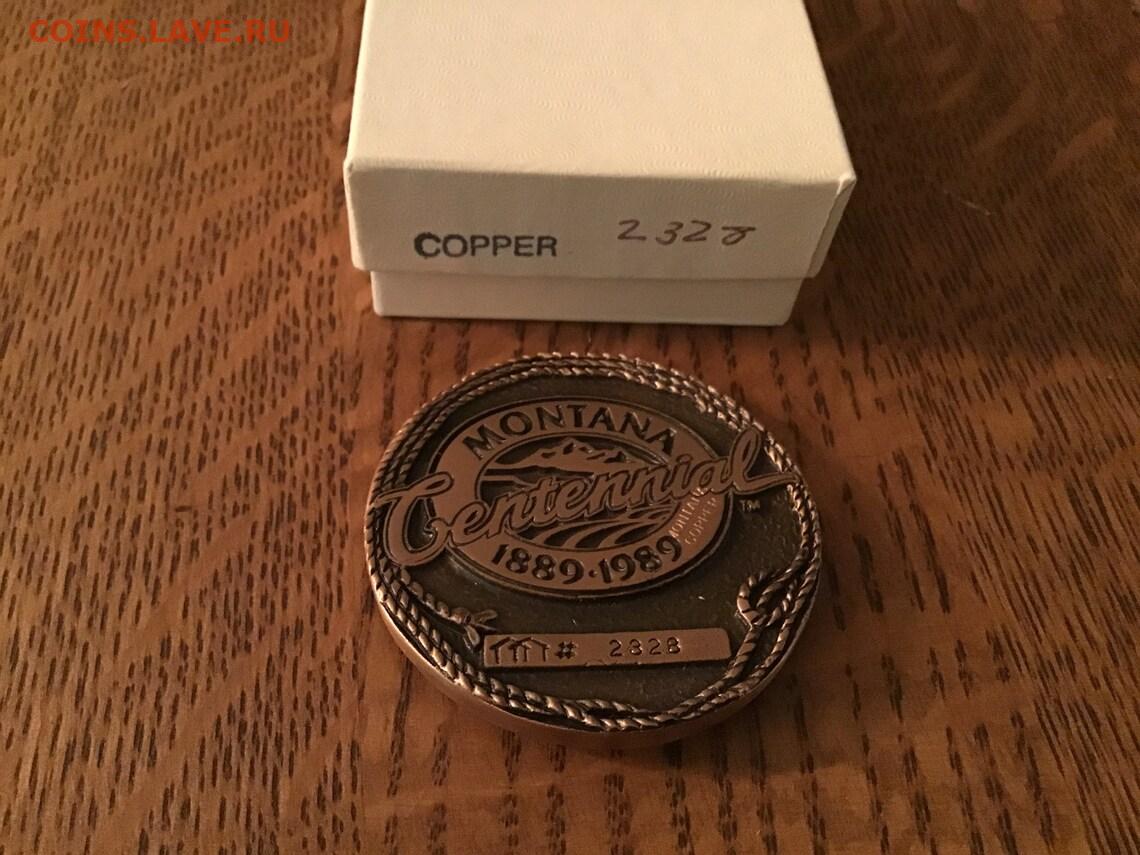 COINS.LAVE.RU
COPPER 2328
MONTANA
Centennial TM
MONTANA
COPPER
1889·1989
# 2328